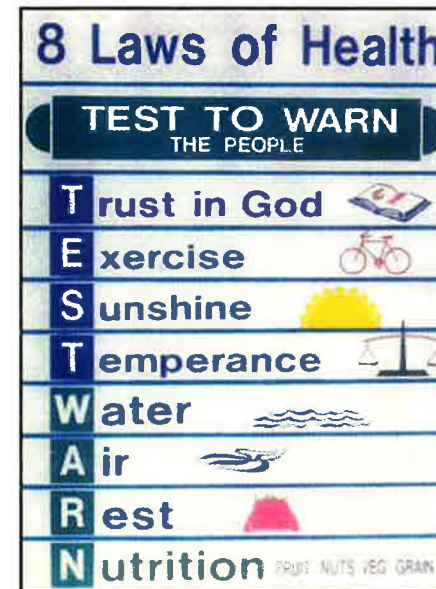 8 Laws of Health
TEST TO WARN
THE PEOPLE
Trust in God
Exercise
Sunshine
Temperance
Water
Air
Rest
Nutrition FRUIT NUTS VEG GRAIN